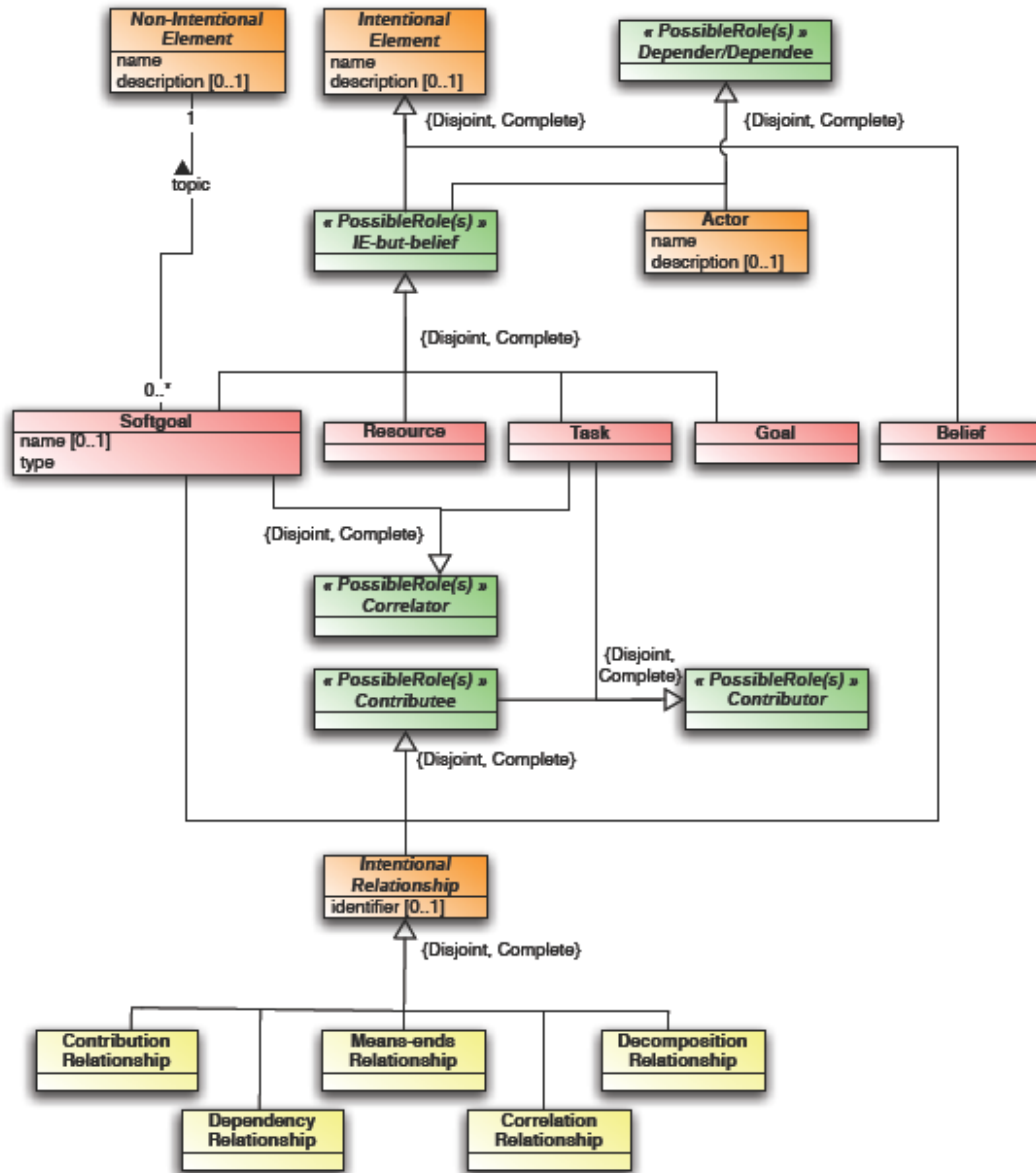 Non-Intentional
Element
name
description [0..1]
Intentional
Element
name
description [0..1]
« PossibleRole(s) »
Depender/Dependee
1
{Disjoint, Complete}
{Disjoint, Complete}
topic
« PossibleRole(s) »
IE-but-belief
Actor
name
description [0..1]
{Disjoint, Complete}
0..*
Softgoal
name [0..1]
type
Resource
Task
Goal
Belief
{Disjoint, Complete}
« PossibleRole(s) »
Correlator
{Disjoint,
Complete}
« PossibleRole(s) »
Contributee
« PossibleRole(s) »
Contributor
{Disjoint, Complete}
Intentional
Relationship
identifier [0..1]
{Disjoint, Complete}
Contribution
Relationship
Means-ends
Relationship
Decomposition
Relationship
Dependency
Relationship
Correlation
Relationship